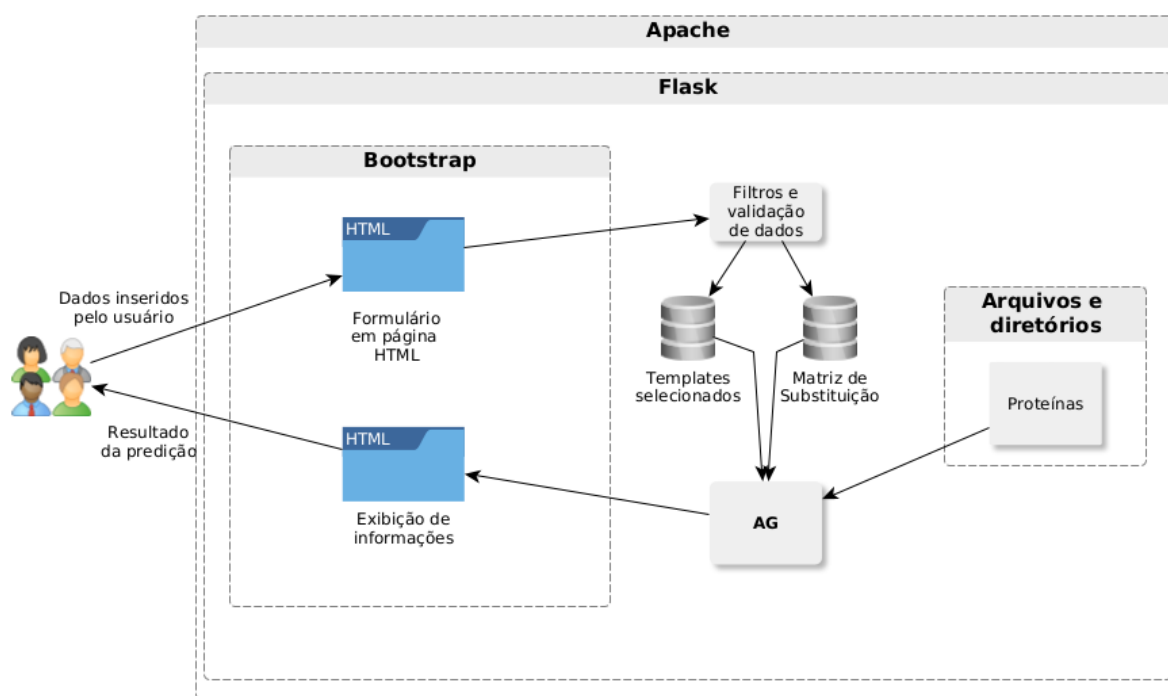 Apache
Flask
Bootstrap
HTML
Formulário
em página
HTML
Filtros e
validação
de dados
Dados inseridos
pelo usuário
Templates
selecionados
Matriz de
Substituição
Arquivos e
diretórios
Proteínas
Resultado
da predição
HTML
Exibição de
informações
AG